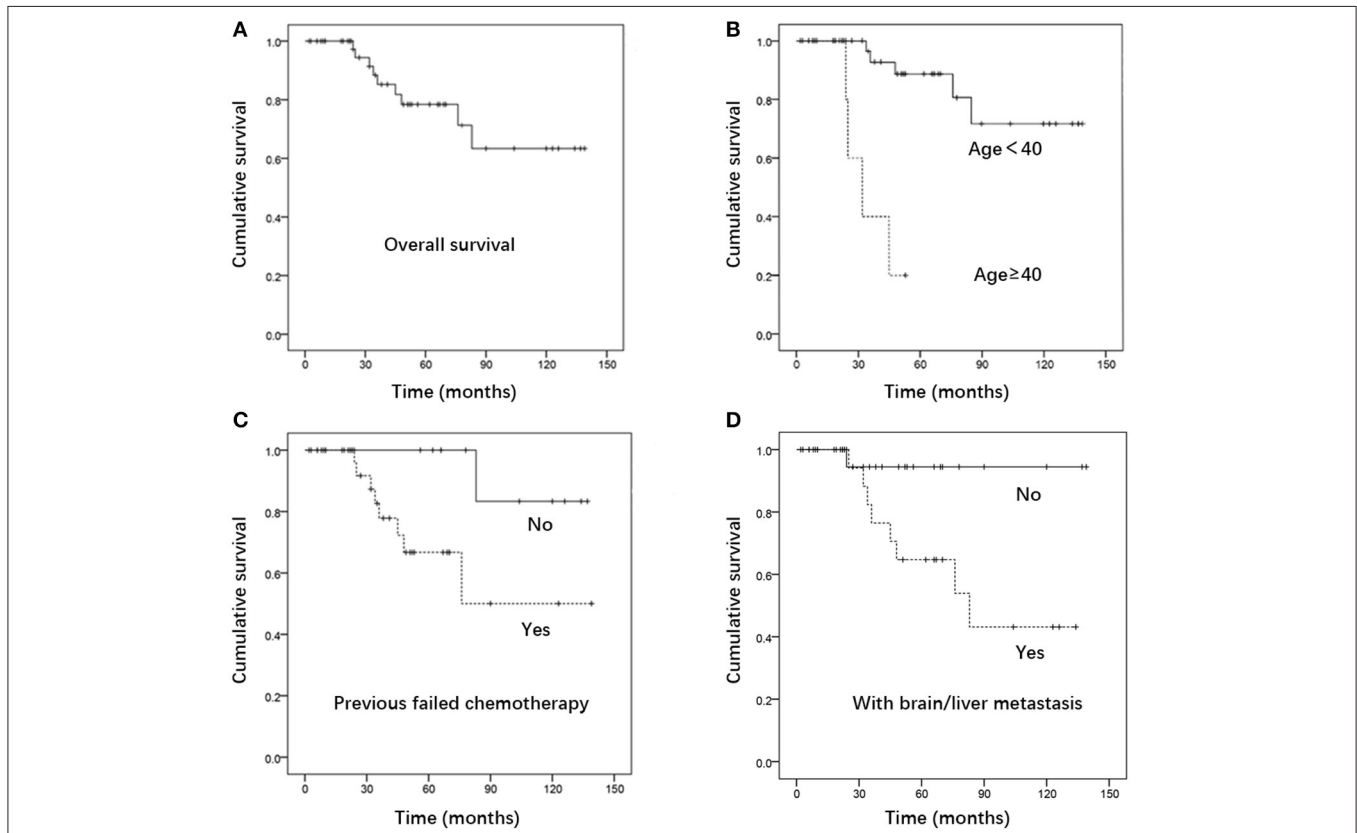 A
Cumulative survival
1.0
0.8
0.6
0.4
0.2
0.0
Overall survival
0 30 60 90 120 150
Time (months)
B
Cumulative survival
1.0
0.8
0.6
0.4
0.2
0.0
Age<40
Age≥40
0 30 60 90 120 150
Time (months)
C
Cumulative survival
1.0
0.8
0.6
0.4
0.2
0.0
No
Yes
Previous failed chemotherapy
0 30 60 90 120 150
Time (months)
D
Cumulative survival
1.0
0.8
0.6
0.4
0.2
0.0
No
Yes
With brain/liver metastasis
0 30 60 90 120 150
Time (months)